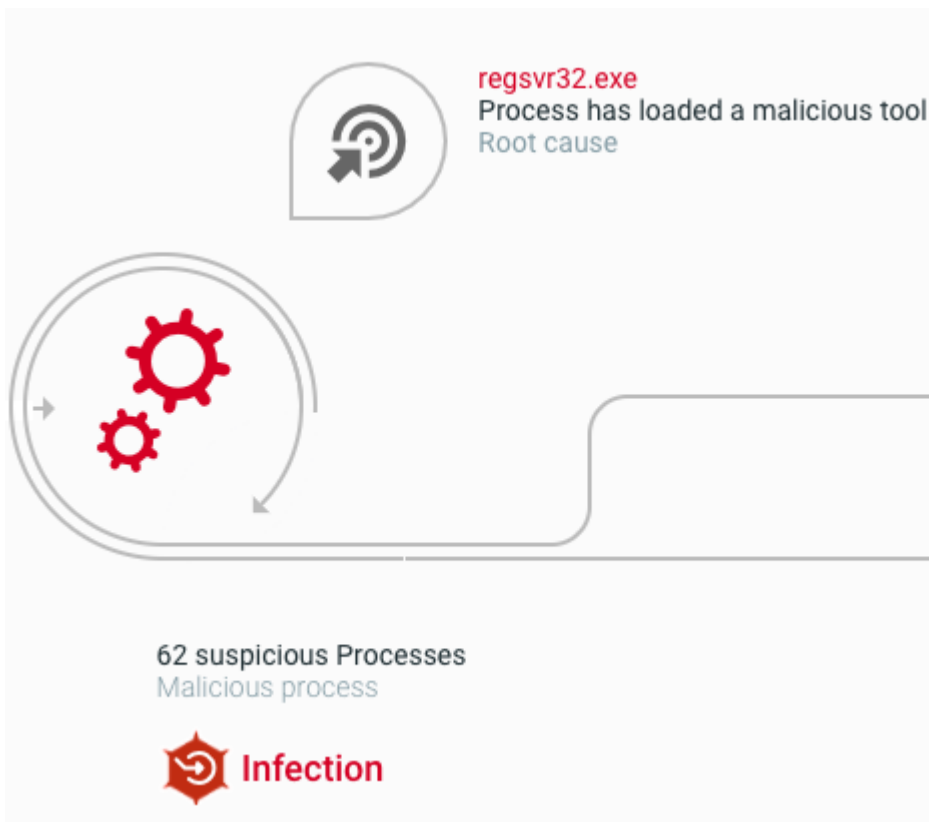 regsvr32.exe
Process has loaded a malicious tool
Root cause
62 suspicious Processes
Malicious process
Infection